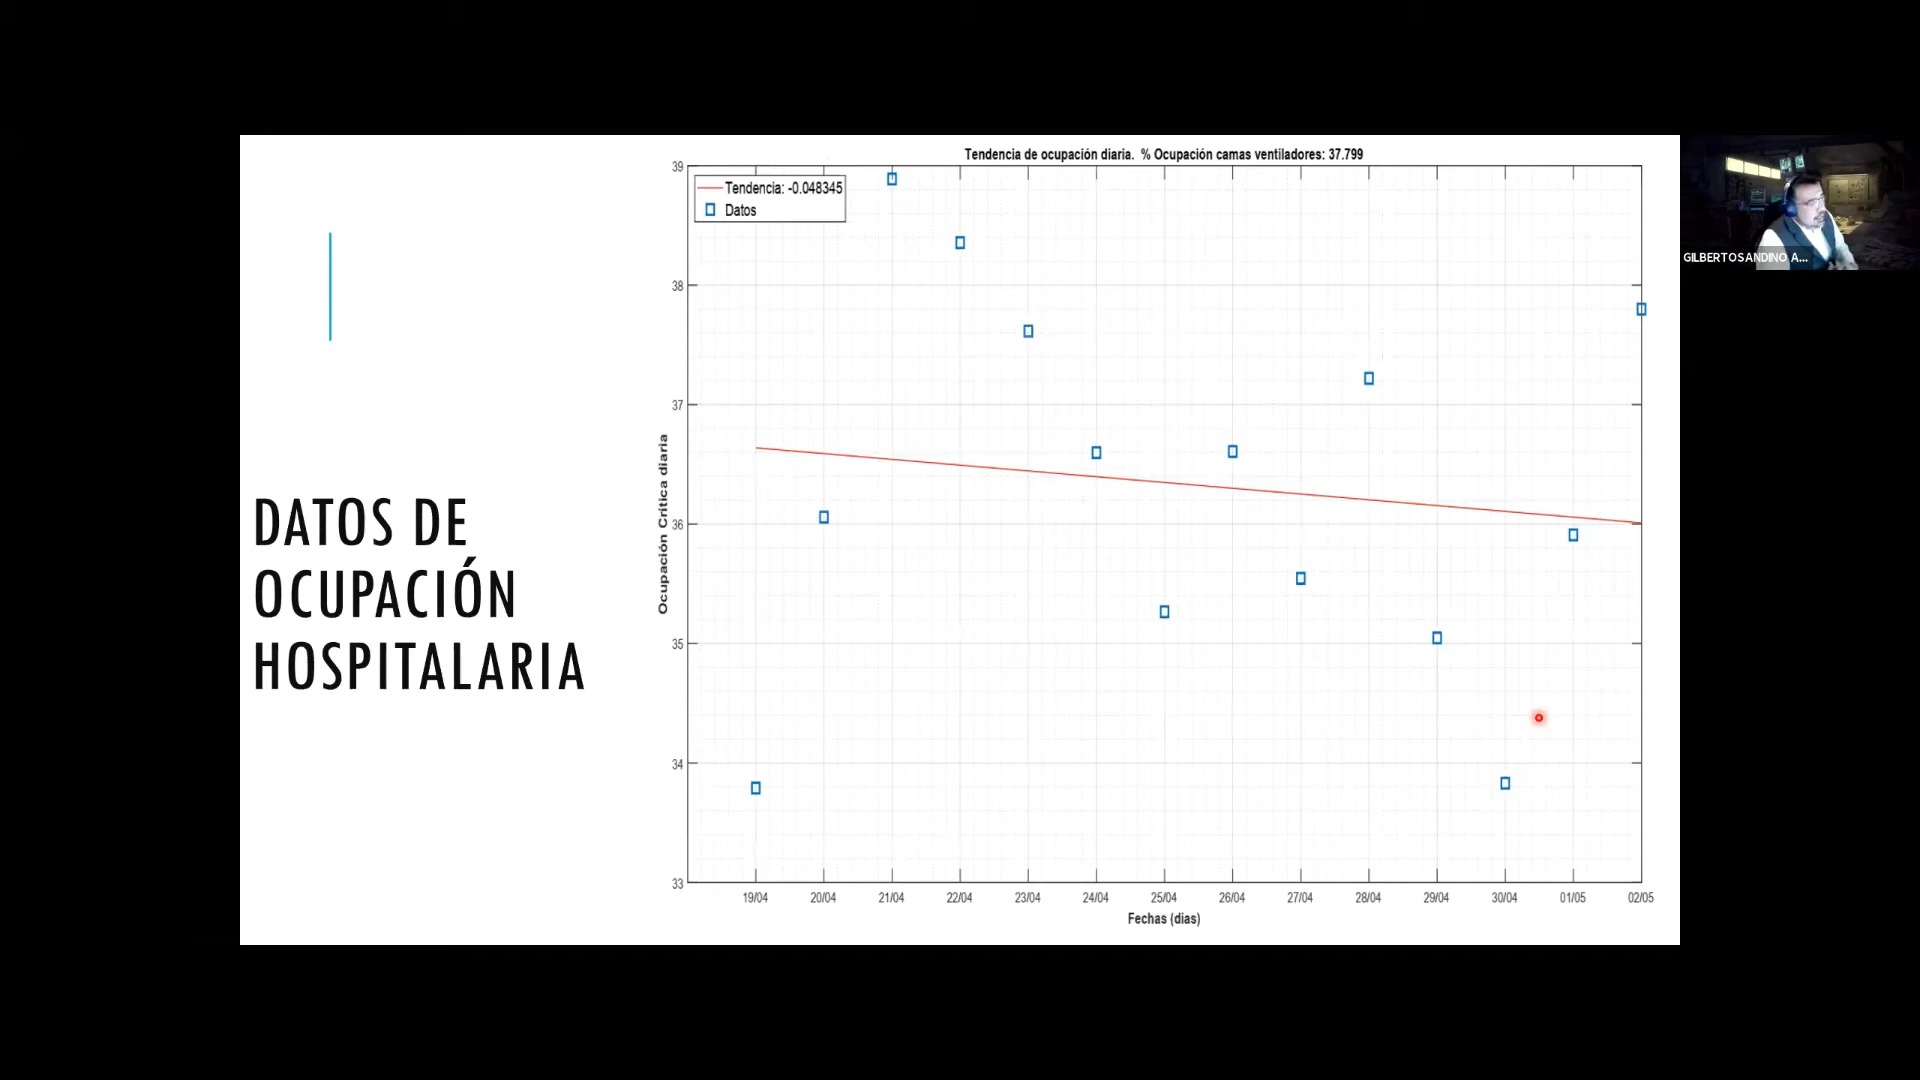 DATOS DE
OCUPACIÓN
HOSPITALARIA
Tendencia de ocupación diaria. % Ocupación camas ventiladores: 37.799
Tendencia: -0.048345
Datos
Ocupación Crítica diaria
39
38
37
36
35
34
33
19/04 20/04 21/04 22/04 23/04 24/04 25/04 26/04 27/04 28/04 29/04 30/04 01/05 02/05
Fechas (días)
GILBERTOSANDINO A...